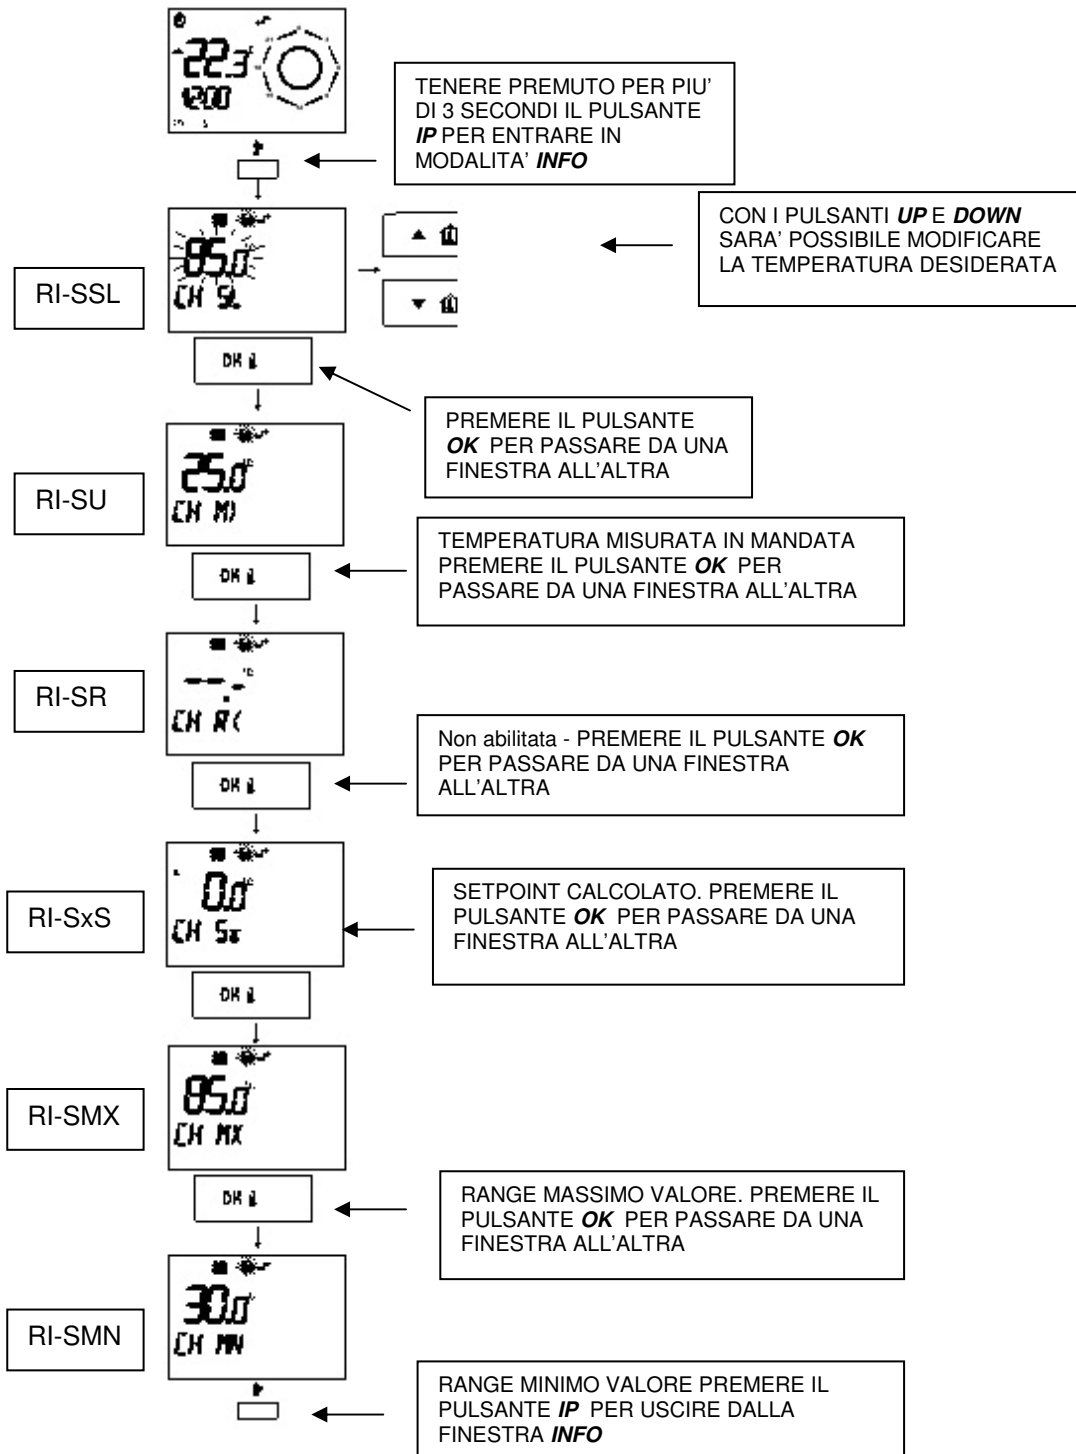 22.3
12:00
TENERE PREMUTO PER PIU'
DI 3 SECONDI IL PULSANTE
IP PER ENTRARE IN
MODALITA' INFO
CON I PULSANTI UP E DOWN
SARA' POSSIBILE MODIFICARE
LA TEMPERATURA DESIDERATA
RI-SSL
85.0
CH SL
OK
PREMERE IL PULSANTE
OK PER PASSARE DA UNA
FINESTRA ALL'ALTRA
RI-SU
25.0
CH
OK
TEMPERATURA MISURATA IN MANDATA
PREMERE IL PULSANTE OK PER
PASSARE DA UNA FINESTRA ALL'ALTRA
RI-SR
--.-
CH
OK
Non abilitata - PREMERE IL PULSANTE OK
PER PASSARE DA UNA FINESTRA
ALL'ALTRA
RI-SxS
0.0
CH
SETPOINT CALCOLATO. PREMERE IL
PULSANTE OK PER PASSARE DA UNA
FINESTRA ALL'ALTRA
OK
RI-SMX
85.0
CH MX
OK
RANGE MASSIMO VALORE. PREMERE IL
PULSANTE OK PER PASSARE DA UNA
FINESTRA ALL'ALTRA
RI-SMN
30.0
CH MN
RANGE MINIMO VALORE PREMERE IL
PULSANTE IP PER USCIRE DALLA
FINESTRA INFO